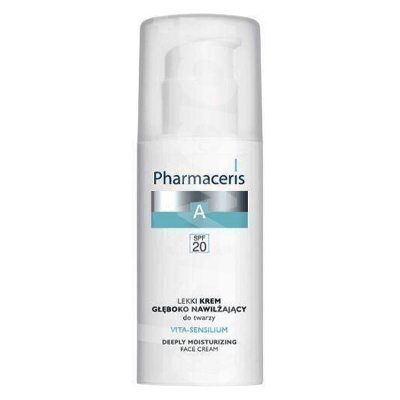 Pharmaceris
A
SPF
20
LEKKI KREM
GŁĘBOKO NAWILŻAJĄCY
do twarzy
VITA-SENSILIUM
DEEPLY MOISTURIZING
FACE CREAM